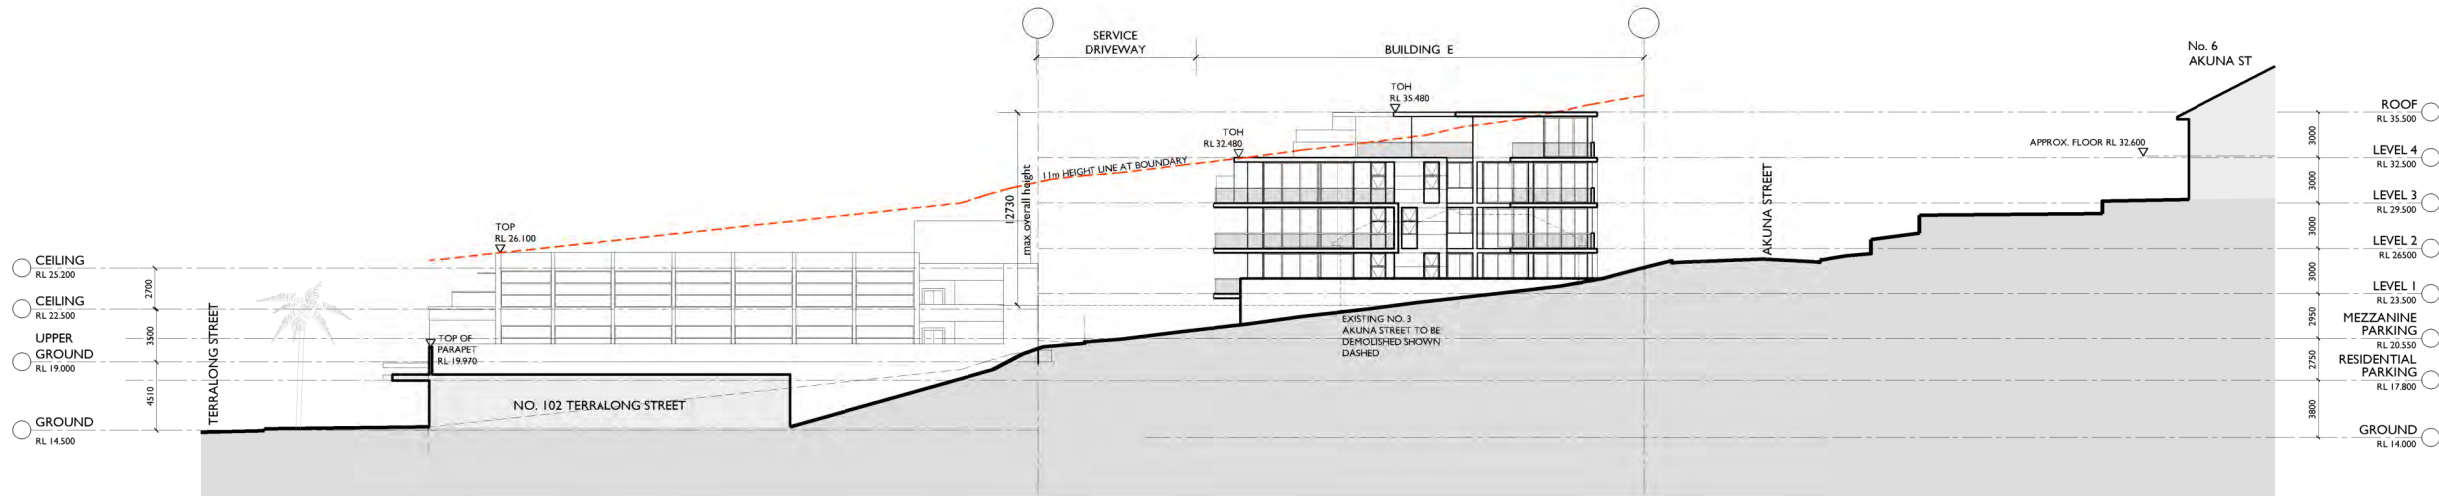 SERVICE
DRIVEWAY
BUILDING E
No. 6
AKUNA ST
TOH
RL 35.480
TOH
RL 32.480
11m HEIGHT LINE AT BOUNDARY
12730
max overall height
TOP
RL 26.100
CEILING
RL 25.200
2700
CEILING
RL 22.500
3500
UPPER
GROUND
RL 19.000
4510
GROUND
RL 14.500
TERRALONG STREET
TOP OF
PARAPET
RL 19.970
NO. 102 TERRALONG STREET
EXISTING NO. 3
AKUNA STREET TO BE
DEMOLISHED SHOWN
DASHED
AKUNA STREET
APPROX. FLOOR RL 32.600
ROOF
RL 35.500
3000
LEVEL 4
RL 32.500
3000
LEVEL 3
RL 29.500
3000
LEVEL 2
RL 26500
3000
LEVEL 1
RL 23.500
2950
MEZZANINE
PARKING
RL 20.550
2750
RESIDENTIAL
PARKING
RL 17.800
3800
GROUND
RL 14.000